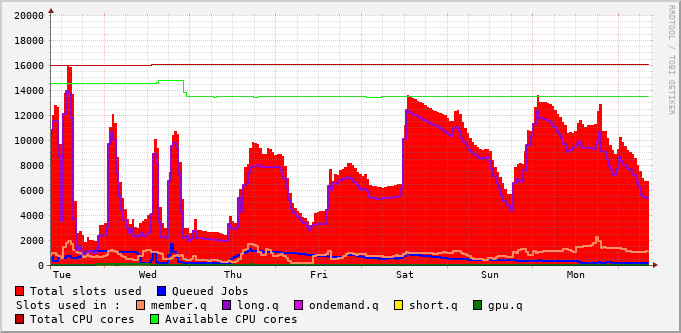 RRDTOOL / TOBI OETIKER
20000
18000
16000
14000
12000
10000
8000
6000
4000
2000
0
Tue Wed Thu Fri Sat Sun Mon
Total slots used Queued Jobs
Slots used in : member.q long.q ondemand.q short.q gpu.q
Total CPU cores Available CPU cores